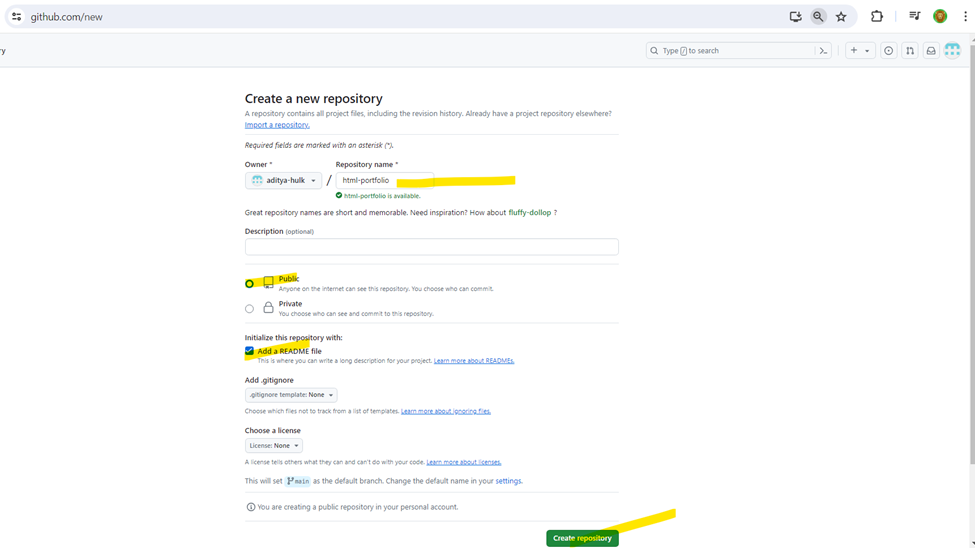 github.com/new
ry
Type / to search
Create a new repository
A repository contains all project files, including the revision history. Already have a project repository elsewhere?
Import a repository.
Required fields are marked with an asterisk (*).
Owner *
Repository name *
aditya-hulk
/
html-portfolio
html-portfolio is available.
Great repository names are short and memorable. Need inspiration? How about fluffy-dollop ?
Description (optional)
Public
Anyone on the internet can see this repository. You choose who can commit.
Private
You choose who can see and commit to this repository.
Initialize this repository with:
Add a README file
This is where you can write a long description for your project. Learn more about READMEs.
Add .gitignore
.gitignore template: None
Choose which files not to track from a list of templates. Learn more about ignoring files.
Choose a license
License: None
A license tells others what they can and can't do with your code. Learn more about licenses.
This will set main as the default branch. Change the default name in your settings.
You are creating a public repository in your personal account.
Create repository